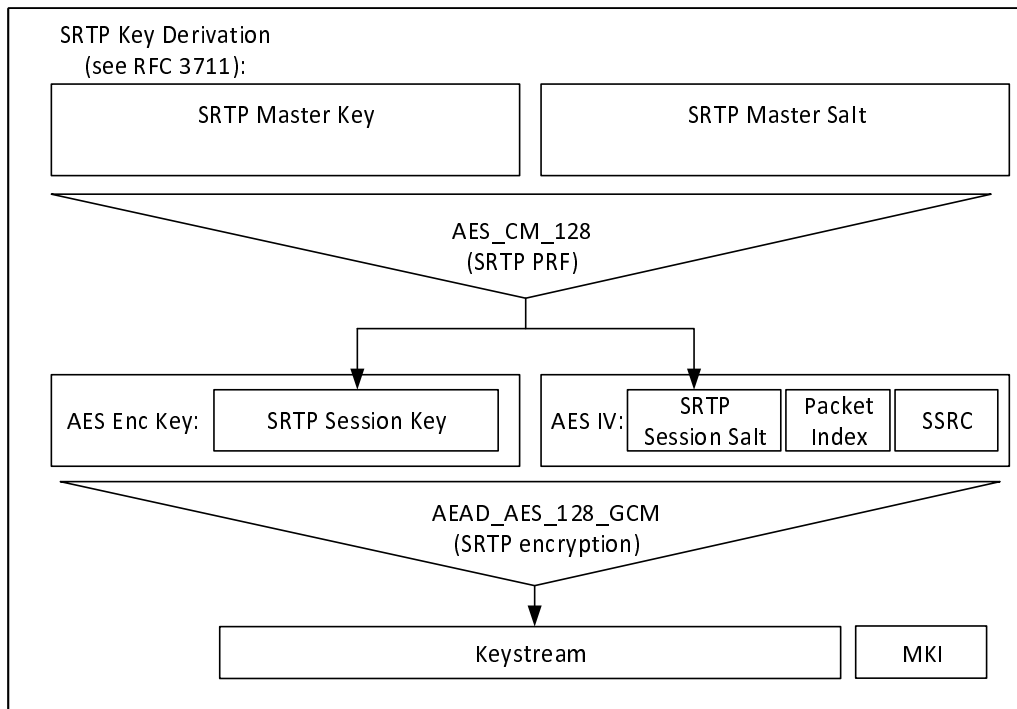 SRTP Key Derivation
(see RFC 3711):
SRTP Master Key
SRTP Master Salt
AES_CM_128
(SRTP PRF)
AES Enc Key:
SRTP Session Key
AES IV:
SRTP
Session Salt
Packet
Index
SSRC
AEAD_AES_128_GCM
(SRTP encryption)
Keystream
MKI